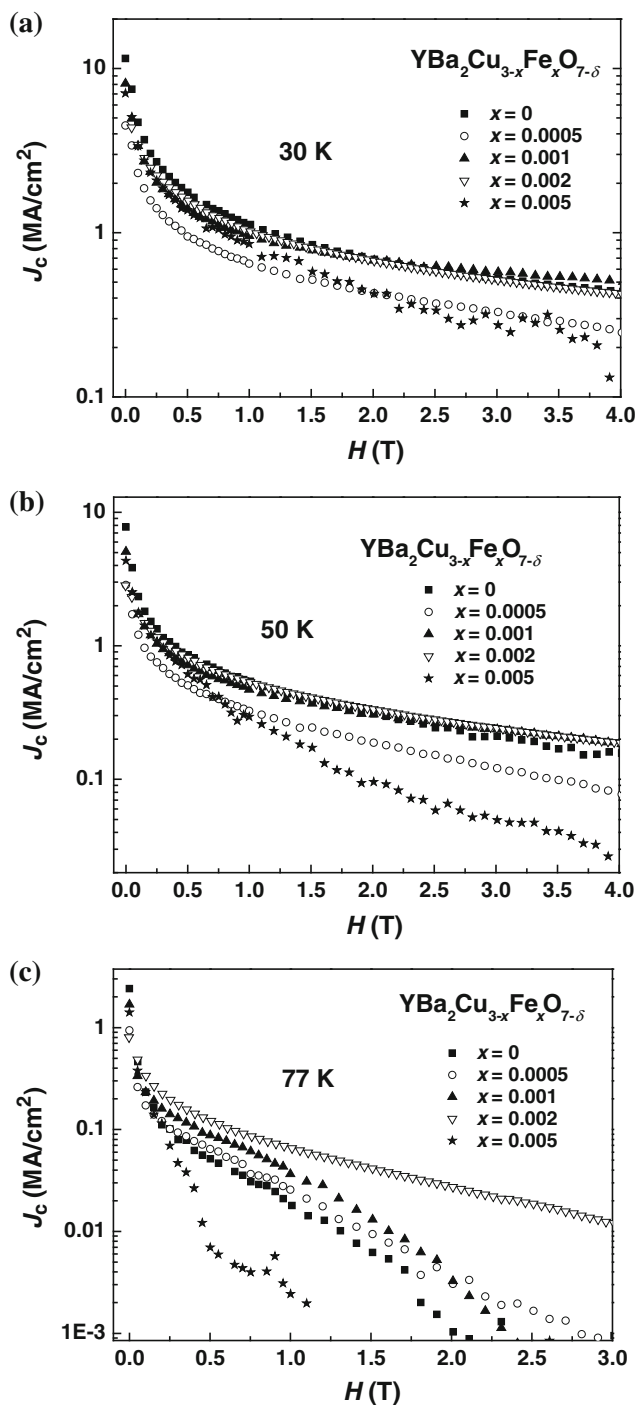 (a)
YBa₂Cu₃₋ₓFeₓO₇₋δ
10
x = 0
x = 0.0005
30 K
x = 0.001
x = 0.002
x = 0.005
1
0.1
Jc (MA/cm²)
0.0 0.5 1.0 1.5 2.0 2.5 3.0 3.5 4.0
H (T)
(b)
10
YBa₂Cu₃₋ₓFeₓO₇₋δ
x = 0
50 K
x = 0.0005
x = 0.001
x = 0.002
x = 0.005
1
0.1
Jc (MA/cm²)
0.0 0.5 1.0 1.5 2.0 2.5 3.0 3.5 4.0
H (T)
(c)
YBa₂Cu₃₋ₓFeₓO₇₋δ
1
x = 0
77 K
x = 0.0005
x = 0.001
x = 0.002
x = 0.005
0.1
0.01
1E-3
Jc (MA/cm²)
0.0 0.5 1.0 1.5 2.0 2.5 3.0
H (T)